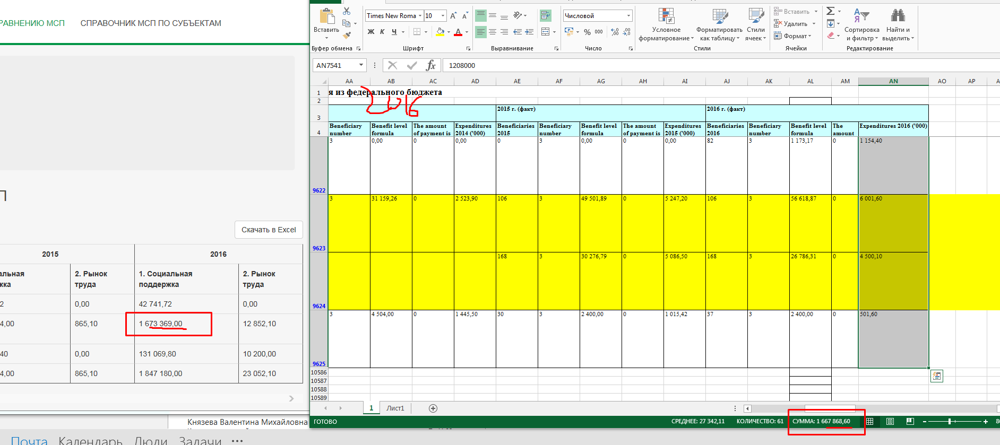 РАВНЕНИЮ МСП СПРАВОЧНИК МСП ПО СУБЪЕКТАМ
П
Скачать в Excel
2015 2016
альная
жка 2. Рынок
труда 1. Социальная
поддержка 2. Рынок
труда
2 0,00 42 741,72 0,00
4,00 865,10 1 673 369,00 12 852,10
40 0,00 131 069,80 10 200,00
4,00 865,10 1 847 180,00 23 052,10
Князева Валентина Михайловна
Почта Календарь Люди Задачи ···
Вставить
Буфер обмена
Times New Roma 10
Ж К Ч
Шрифт
Выравнивание
Числовой
% 000
Число
Условное
форматирование
Форматировать
как таблицу
Стили
ячеек
Стили
Вставить
Удалить
Формат
Ячейки
Сортировка
и фильтр
Найти и
выделить
Редактирование
AN7541 fx 1208000
AA AB AC AD AE AF AG AH AI AJ AK AL AM AN AO AP A
1 я из федерального бюджета
2
2016
3 2015 г. (факт) 2016 г. (факт)
4 Beneficiary
number Benefit level
formula The amount
of payment is Expenditures
2014 ('000) Beneficiaries
2015 Beneficiary
number Benefit level
formula The amount
of payment is Expenditures
2015 ('000) Beneficiaries
2016 Beneficiary
number Benefit level
formula The
amount Expenditures 2016 ('000)
9622 3 0,00 0 0,00 0 3 0,00 0 0,00 82 3 1 173,17 0 1 154,40
9623 3 31 159,26 0 2 523,90 106 3 49 501,89 0 5 247,20 106 3 56 618,87 0 6 001,60
9624 168 3 30 276,79 0 5 086,50 168 3 26 786,31 0 4 500,10
9625 3 4 504,00 0 1 445,50 30 3 2 400,00 0 1 015,42 37 3 2 400,00 0 501,60
10586
10587
10588
10589
1 Лист1
ГОТОВО СРЕДНЕЕ: 27 342,11 КОЛИЧЕСТВО: 61 СУММА: 1 667 868,60